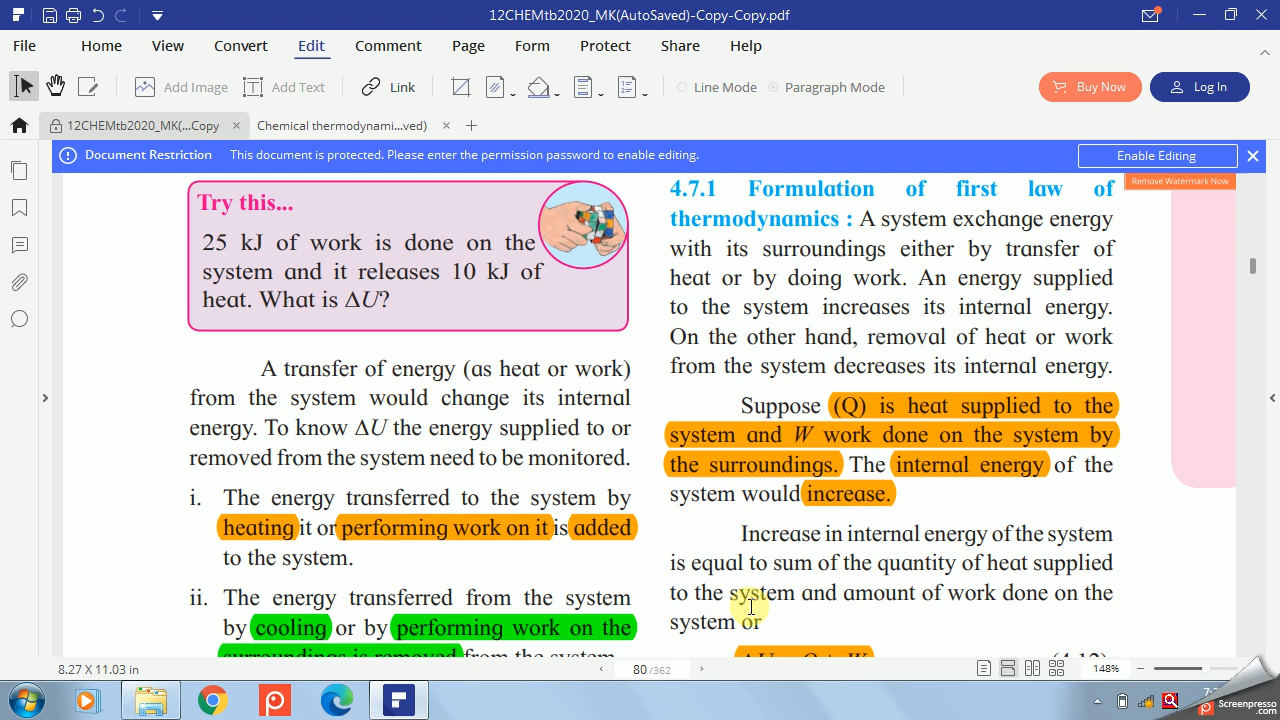 12CHEMtb2020_MK(AutoSaved)-Copy-Copy.pdf
File Home View Convert Edit Comment Page Form Protect Share Help
Add Image Add Text Link Line Mode Paragraph Mode Buy Now Log In
12CHEMtb2020_MK(...Copy × Chemical thermodynami...ved) × +
Document Restriction This document is protected. Please enter the permission password to enable editing. Enable Editing
Remove Watermark Now
Try this...
25 kJ of work is done on the
system and it releases 10 kJ of
heat. What is ΔU?
A transfer of energy (as heat or work)
from the system would change its internal
energy. To know ΔU the energy supplied to or
removed from the system need to be monitored.
i. The energy transferred to the system by
heating it or performing work on it is added
to the system.
ii. The energy transferred from the system
by cooling or by performing work on the
surroundings is removed from the system.
4.7.1 Formulation of first law of
thermodynamics : A system exchange energy
with its surroundings either by transfer of
heat or by doing work. An energy supplied
to the system increases its internal energy.
On the other hand, removal of heat or work
from the system decreases its internal energy.
Suppose (Q) is heat supplied to the
system and W work done on the system by
the surroundings. The internal energy of the
system would increase.
Increase in internal energy of the system
is equal to sum of the quantity of heat supplied
to the system and amount of work done on the
system or
ΔU = Q + W (4.12)
8.27 X 11.03 in 80 /362 148%
Screenpresso
.com